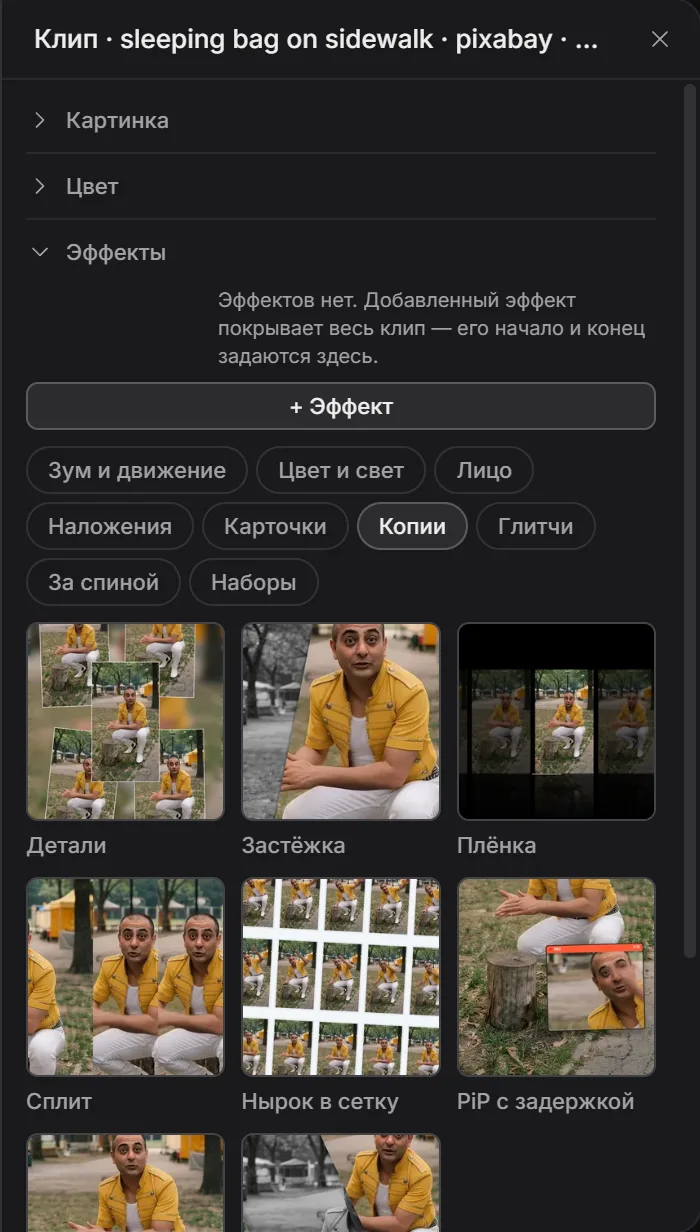 Клип · sleeping bag on sidewalk · pixabay · ...
Картинка
Цвет
Эффекты
Эффектов нет. Добавленный эффект
покрывает весь клип — его начало и конец
задаются здесь.
+ Эффект
Зум и движение Цвет и свет Лицо
Наложения Карточки Копии Глитчи
За спиной Наборы
Детали Застёжка Плёнка
Сплит Нырок в сетку PiP с задержкой